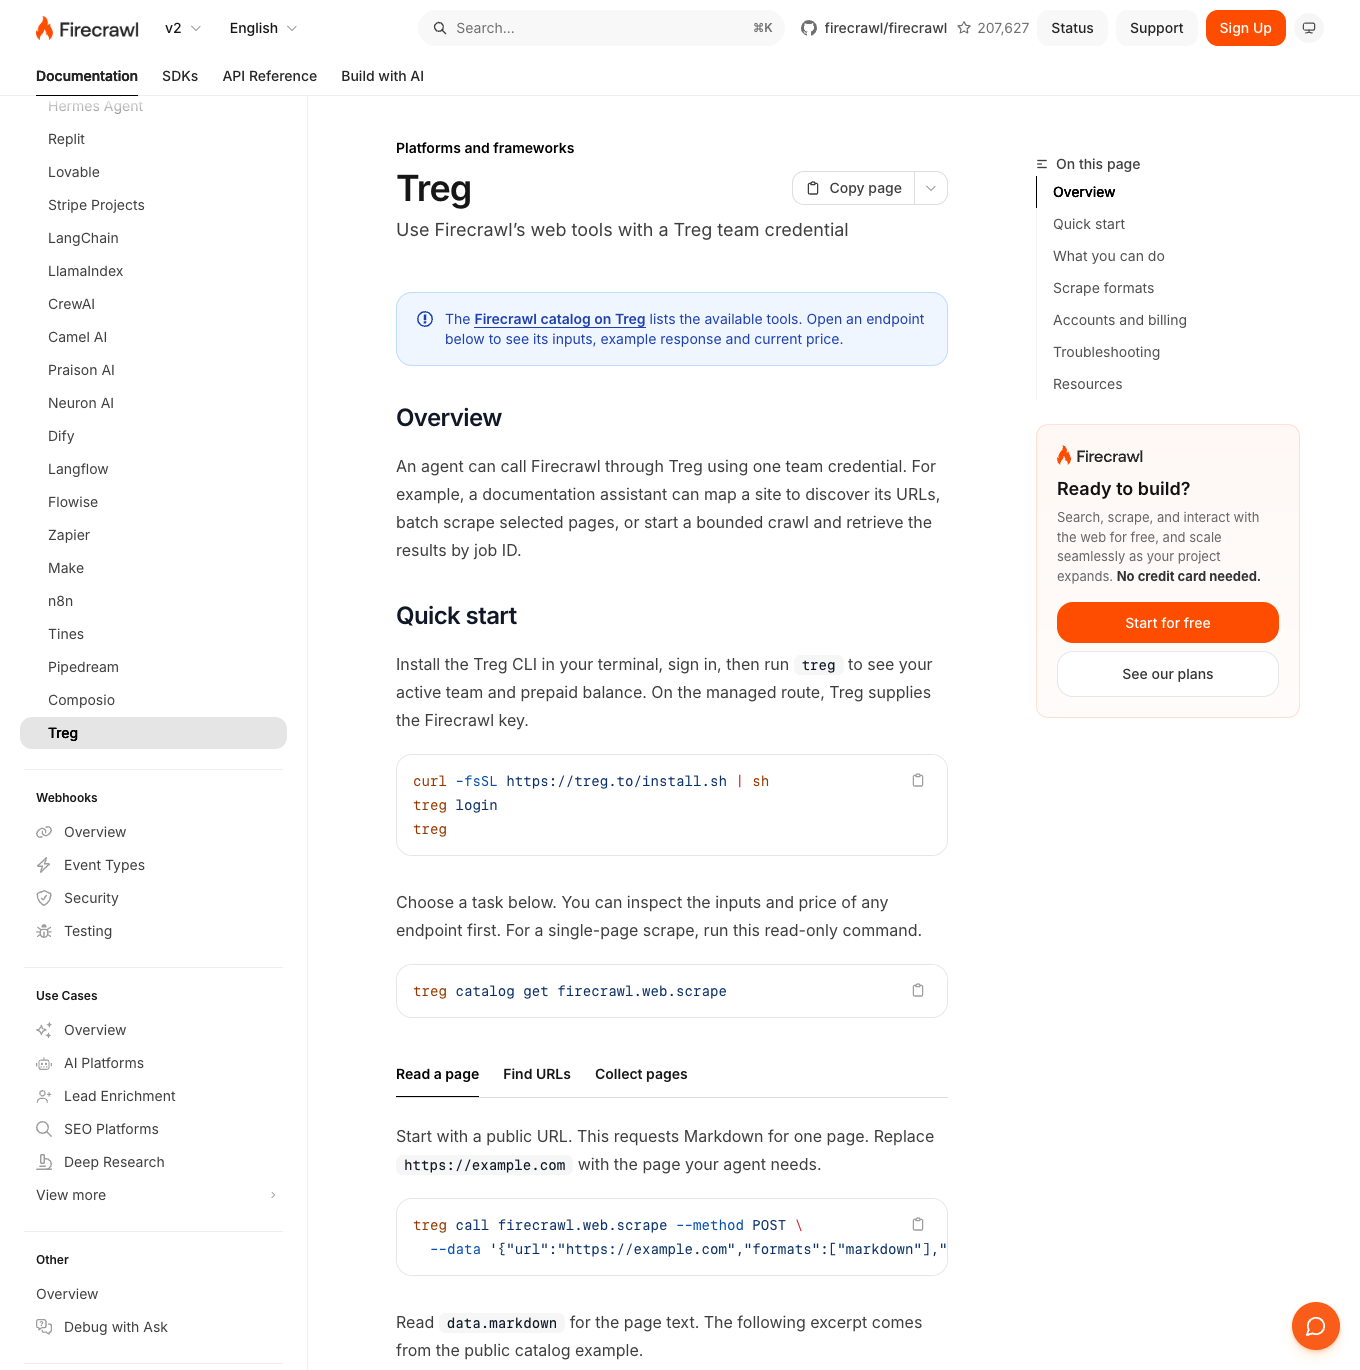 Firecrawl
v2
English
Search...
⌘K
firecrawl/firecrawl
207,627
Status
Support
Sign Up
Documentation
SDKs
API Reference
Build with AI
Hermes Agent
Replit
Lovable
Stripe Projects
LangChain
LlamaIndex
CrewAI
Camel AI
Praison AI
Neuron AI
Dify
Langflow
Flowise
Zapier
Make
n8n
Tines
Pipedream
Composio
Treg
Webhooks
Overview
Event Types
Security
Testing
Use Cases
Overview
AI Platforms
Lead Enrichment
SEO Platforms
Deep Research
View more
Other
Overview
Debug with Ask
Platforms and frameworks
Treg
Copy page
Use Firecrawl’s web tools with a Treg team credential
The Firecrawl catalog on Treg lists the available tools. Open an endpoint
below to see its inputs, example response and current price.
Overview
An agent can call Firecrawl through Treg using one team credential. For
example, a documentation assistant can map a site to discover its URLs,
batch scrape selected pages, or start a bounded crawl and retrieve the
results by job ID.
Quick start
Install the Treg CLI in your terminal, sign in, then run treg to see your
active team and prepaid balance. On the managed route, Treg supplies
the Firecrawl key.
curl -fsSL https://treg.to/install.sh | sh
treg login
treg
Choose a task below. You can inspect the inputs and price of any
endpoint first. For a single-page scrape, run this read-only command.
treg catalog get firecrawl.web.scrape
Read a page
Find URLs
Collect pages
Start with a public URL. This requests Markdown for one page. Replace
https://example.com with the page your agent needs.
treg call firecrawl.web.scrape --method POST \
--data '{"url":"https://example.com","formats":["markdown"],"
Read data.markdown for the page text. The following excerpt comes
from the public catalog example.
On this page
Overview
Quick start
What you can do
Scrape formats
Accounts and billing
Troubleshooting
Resources
Firecrawl
Ready to build?
Search, scrape, and interact with
the web for free, and scale
seamlessly as your project
expands. No credit card needed.
Start for free
See our plans